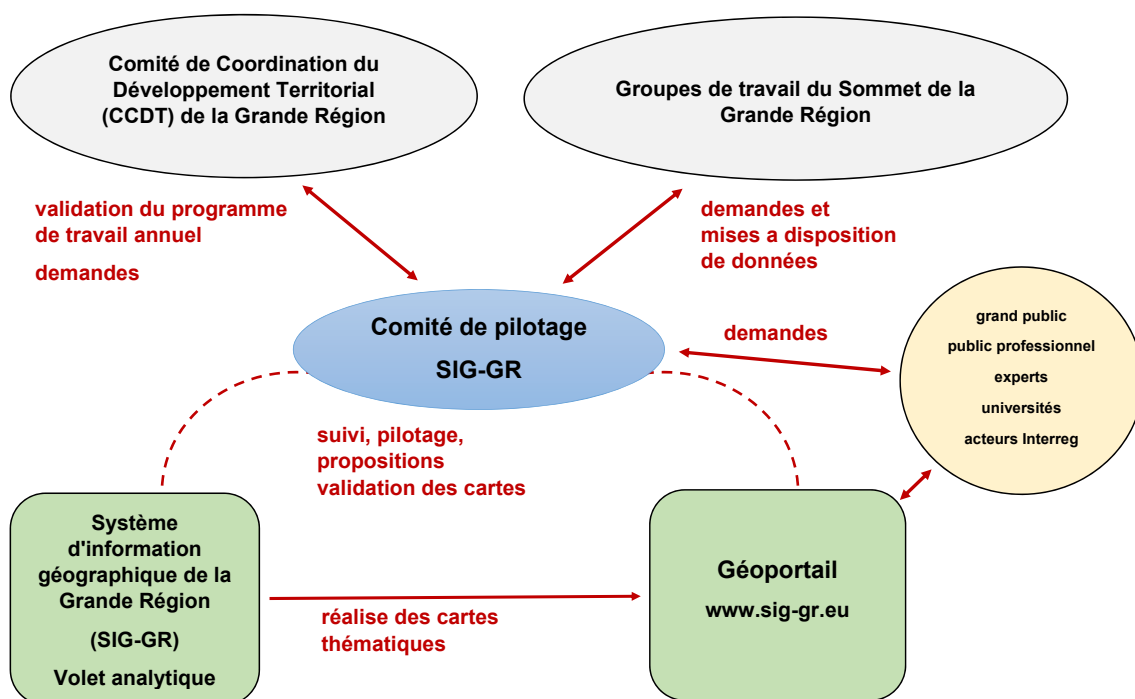 Comité de Coordination du
Développement Territorial
(CCDT) de la Grande Région
Groupes de travail du Sommet de la
Grande Région
validation du programme
de travail annuel
demandes
demandes et
mises a disposition
de données
Comité de pilotage
SIG-GR
demandes
grand public
public professionnel
experts
universités
acteurs Interreg
suivi, pilotage,
propositions
validation des cartes
Système
d'information
géographique de la
Grande Région
(SIG-GR)
Volet analytique
réalise des cartes
thématiques
Géoportail
www.sig-gr.eu